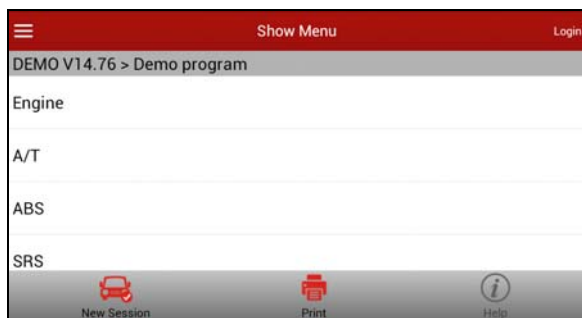 Show Menu
Login
DEMO V14.76 > Demo program
Engine
A/T
ABS
SRS
New Session
Print
Help